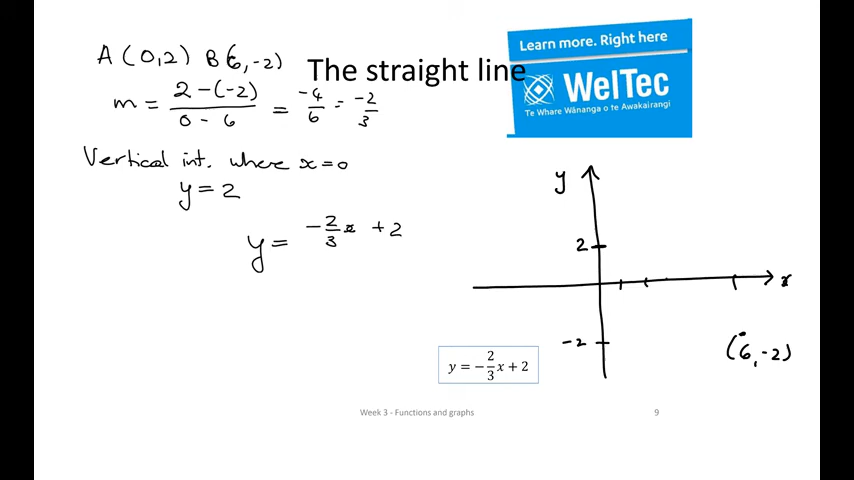 The straight line
Learn more. Right here
WelTec
Te Whare Wānanga o te Awakairangi
A (0,2) B(6,-2)
m = 2-(-2) / 0-6 = -4/6 = -2/3
Vertical int. where x=0
y=2
y = -2/3 x + 2
y
2
x
-2
(6,-2)
y = -2/3 x + 2
Week 3 - Functions and graphs
9